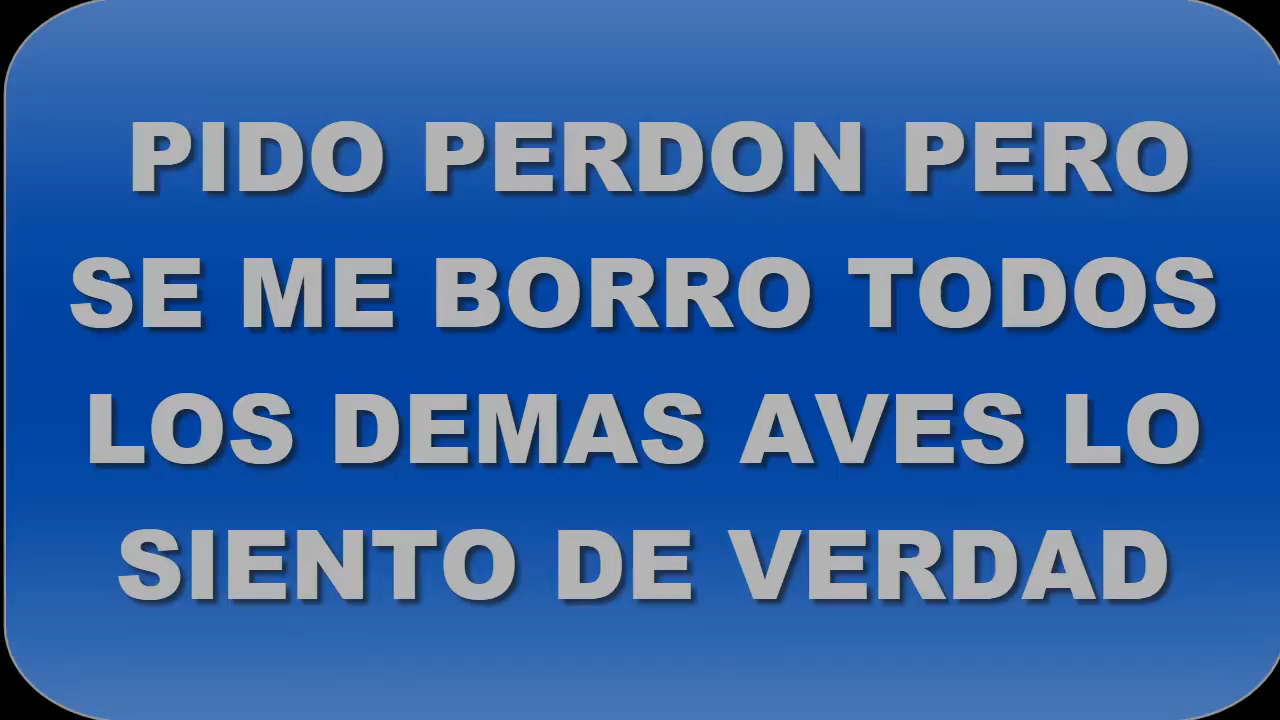 PIDO PERDON PERO
SE ME BORRO TODOS
LOS DEMAS AVES LO
SIENTO DE VERDAD